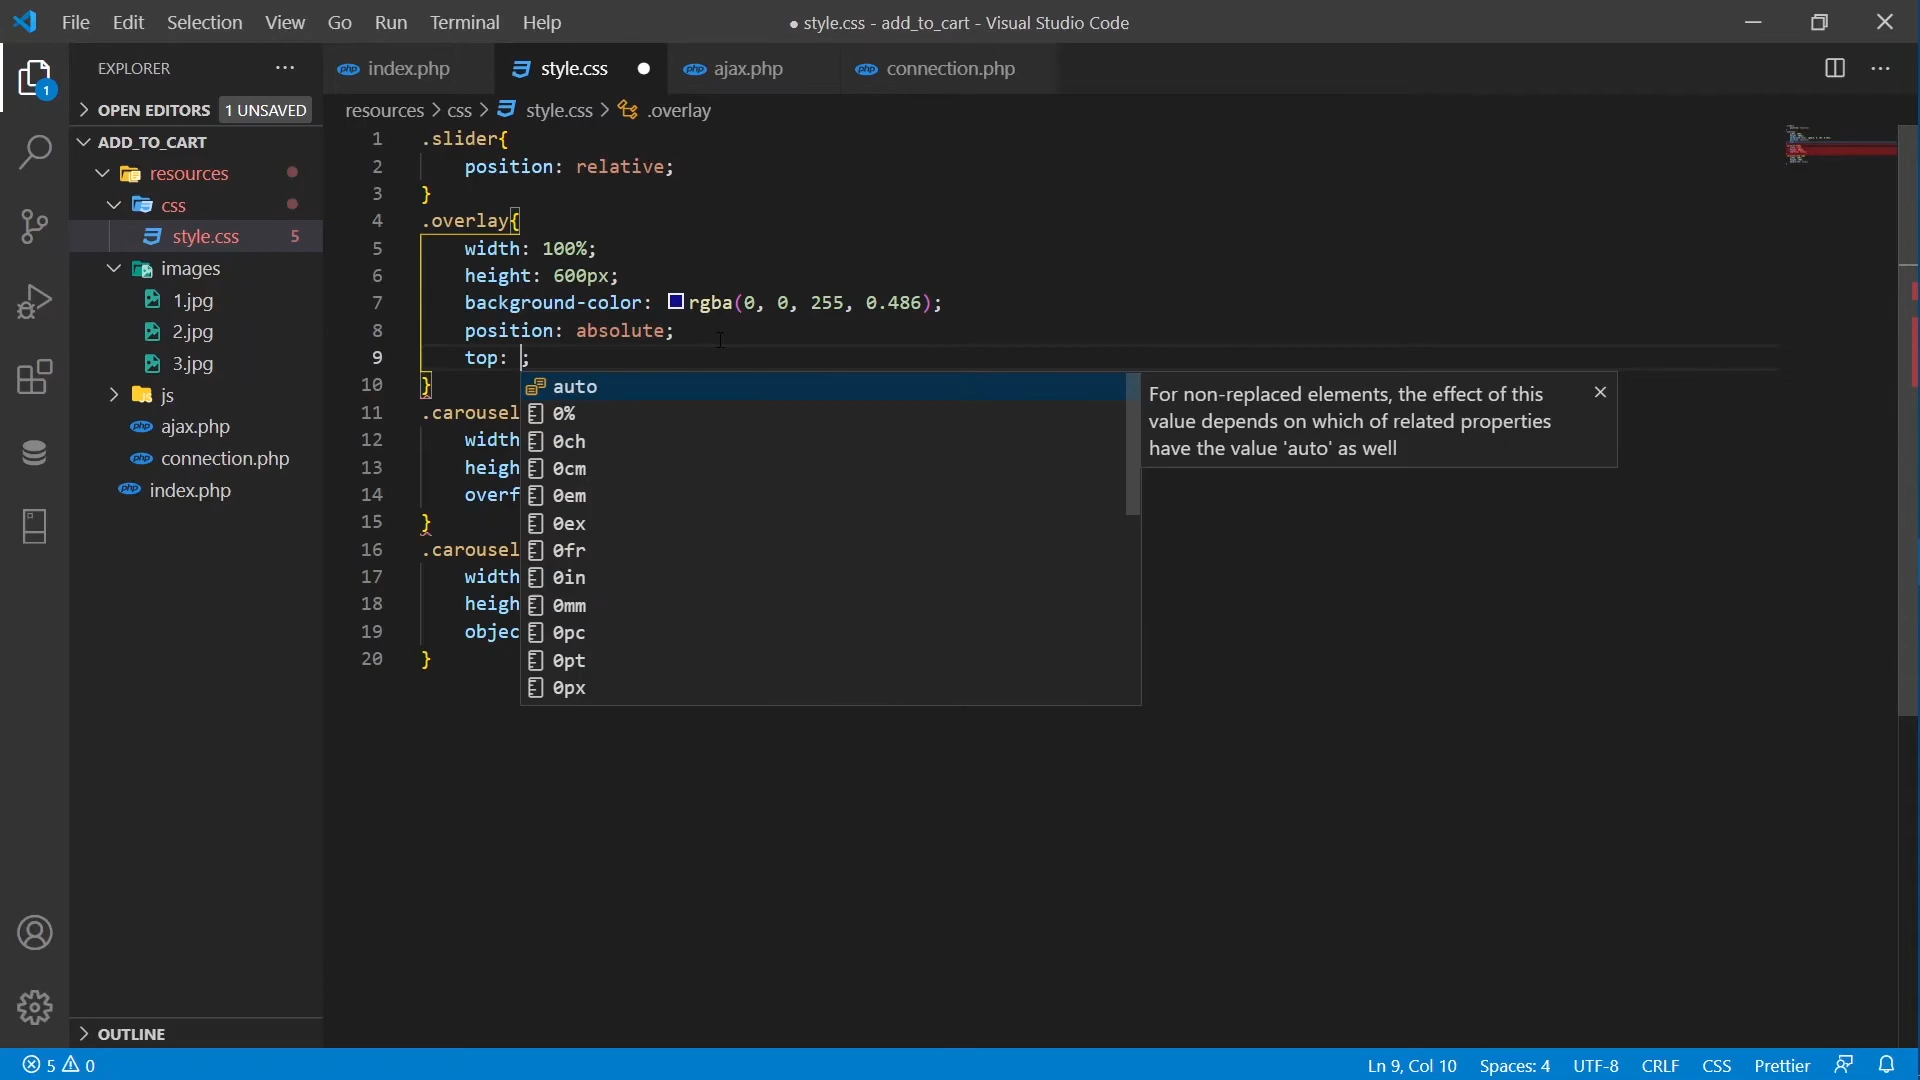 File Edit Selection View Go Run Terminal Help
● style.css - add_to_cart - Visual Studio Code
EXPLORER ...
OPEN EDITORS 1 UNSAVED
ADD_TO_CART
resources
css
style.css 5
images
1.jpg
2.jpg
3.jpg
js
ajax.php
connection.php
index.php
OUTLINE
1
index.php style.css ● ajax.php connection.php ...
resources > css > style.css > .overlay
1 .slider{
2 position: relative;
3 }
4 .overlay{
5 width: 100%;
6 height: 600px;
7 background-color: rgba(0, 0, 255, 0.486);
8 position: absolute;
9 top: ;
10 }
11 .carousel
12 width
13 heigh
14 overf
15 }
16 .carousel
17 width
18 heigh
19 objec
20 }
auto
0%
0ch
0cm
0em
0ex
0fr
0in
0mm
0pc
0pt
0px
For non-replaced elements, the effect of this
value depends on which of related properties
have the value 'auto' as well
5 0
Ln 9, Col 10 Spaces: 4 UTF-8 CRLF CSS Prettier